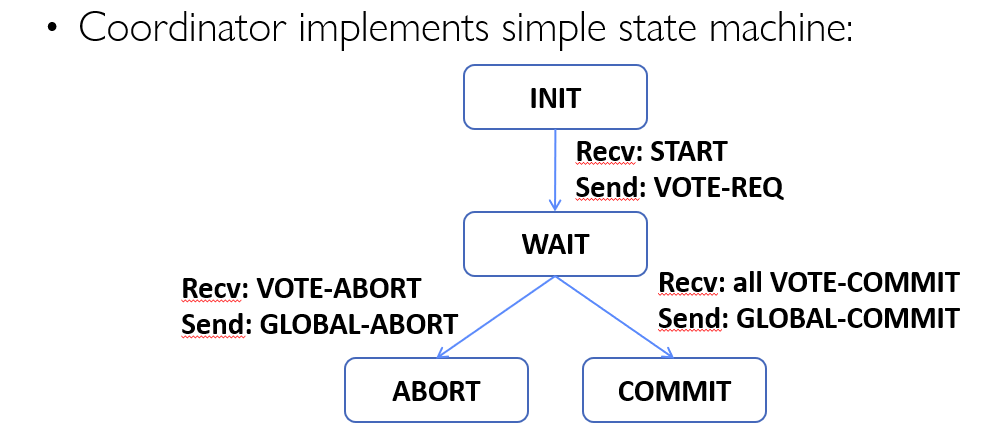 • Coordinator implements simple state machine:
INIT
Recv: START
Send: VOTE-REQ
WAIT
Recv: VOTE-ABORT
Send: GLOBAL-ABORT
Recv: all VOTE-COMMIT
Send: GLOBAL-COMMIT
ABORT
COMMIT